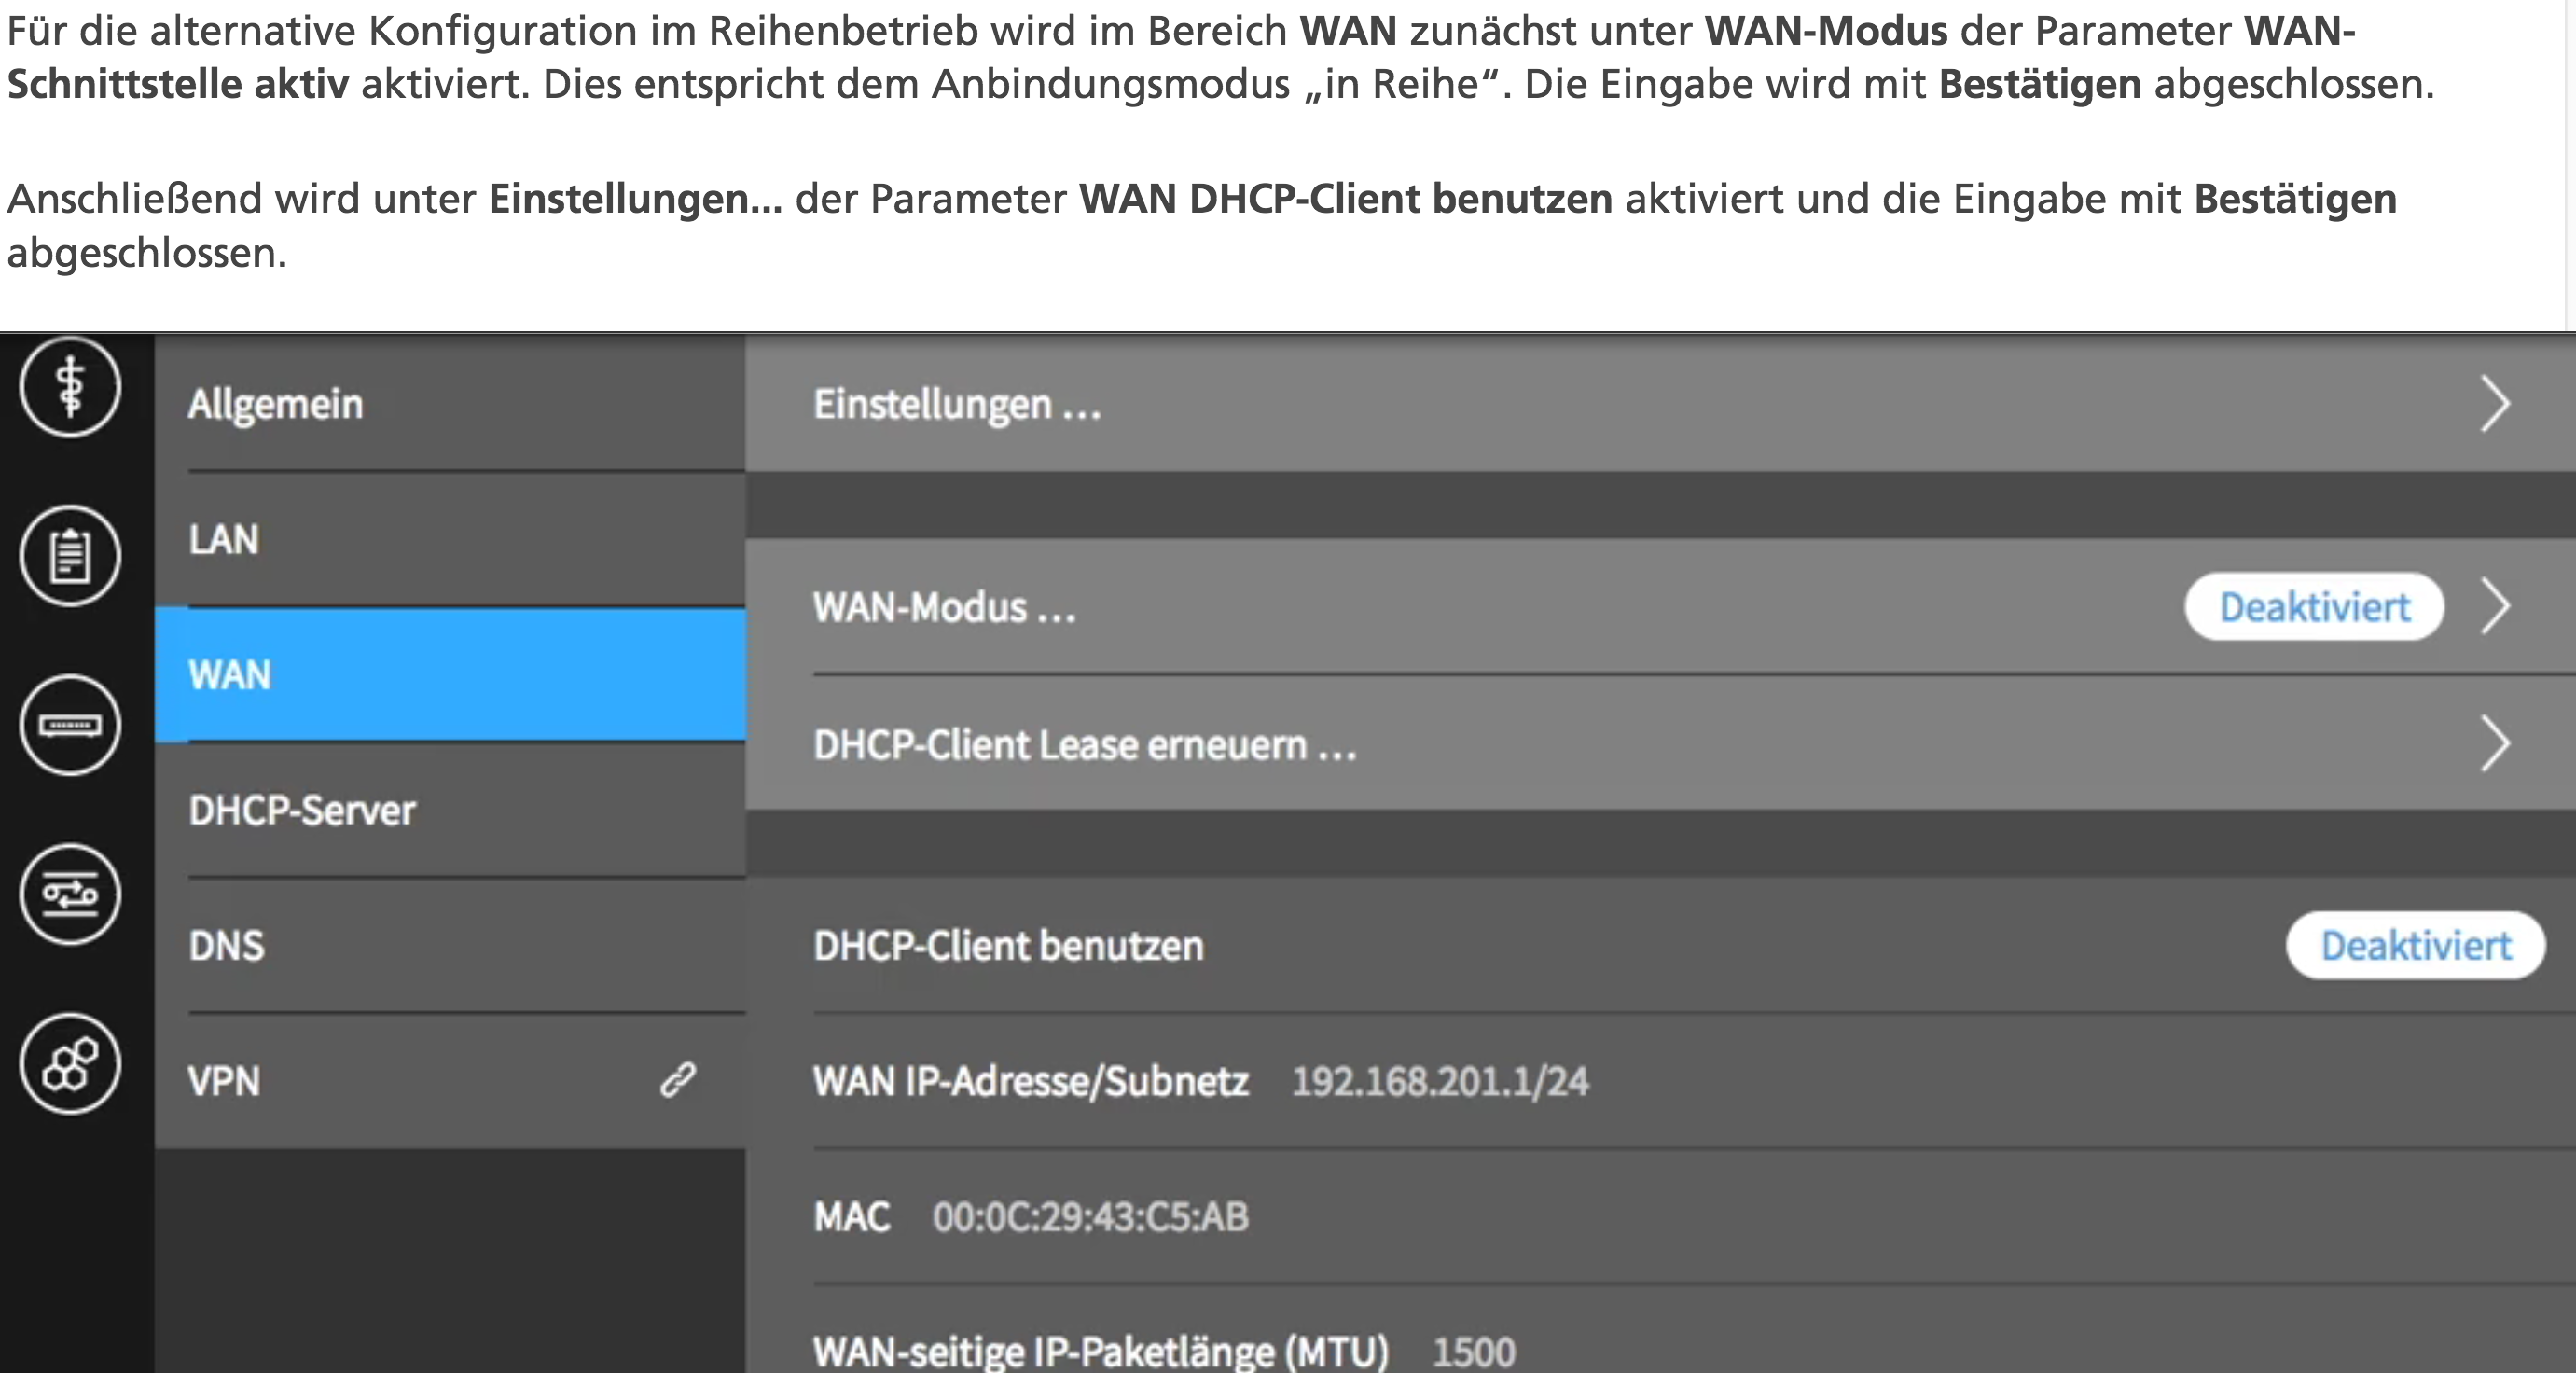 Für die alternative Konfiguration im Reihenbetrieb wird im Bereich WAN zunächst unter WAN-Modus der Parameter WAN-
Schnittstelle aktiv aktiviert. Dies entspricht dem Anbindungsmodus „in Reihe“. Die Eingabe wird mit Bestätigen abgeschlossen.
Anschließend wird unter Einstellungen... der Parameter WAN DHCP-Client benutzen aktiviert und die Eingabe mit Bestätigen
abgeschlossen.
Allgemein
LAN
WAN
DHCP-Server
DNS
VPN
Einstellungen ...
WAN-Modus ... Deaktiviert
DHCP-Client Lease erneuern ...
DHCP-Client benutzen Deaktiviert
WAN IP-Adresse/Subnetz 192.168.201.1/24
MAC 00:0C:29:43:C5:AB
WAN-seitige IP-Paketlänge (MTU) 1500